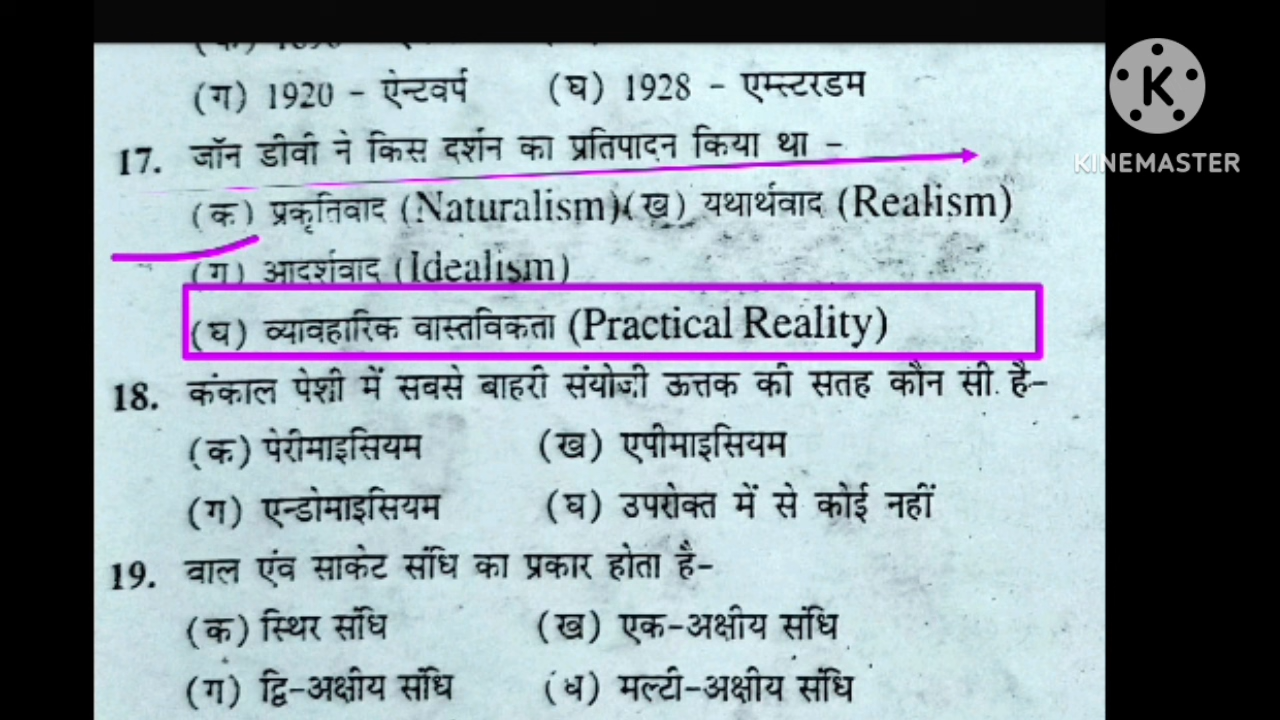 (ग) 1920 - ऐन्टवर्प (घ) 1928 - एम्स्टरडम
17. जॉन डीवी ने किस दर्शन का प्रतिपादन किया था -
(क) प्रकृतिवाद (Naturalism) (ख) यथार्थवाद (Realism)
(ग) आदर्शवाद (Idealism)
(घ) व्यावहारिक वास्तविकता (Practical Reality)
18. कंकाल पेशी में सबसे बाहरी संयोजी ऊत्तक की सतह कौन सी है-
(क) पेरीमाइसियम (ख) एपीमाइसियम
(ग) एन्डोमाइसियम (घ) उपरोक्त में से कोई नहीं
19. वाल एंव साकेट संधि का प्रकार होता है-
(क) स्थिर संधि (ख) एक-अक्षीय संधि
(ग) द्वि-अक्षीय संधि (ध) मल्टी-अक्षीय संधि
K
KINEMASTER